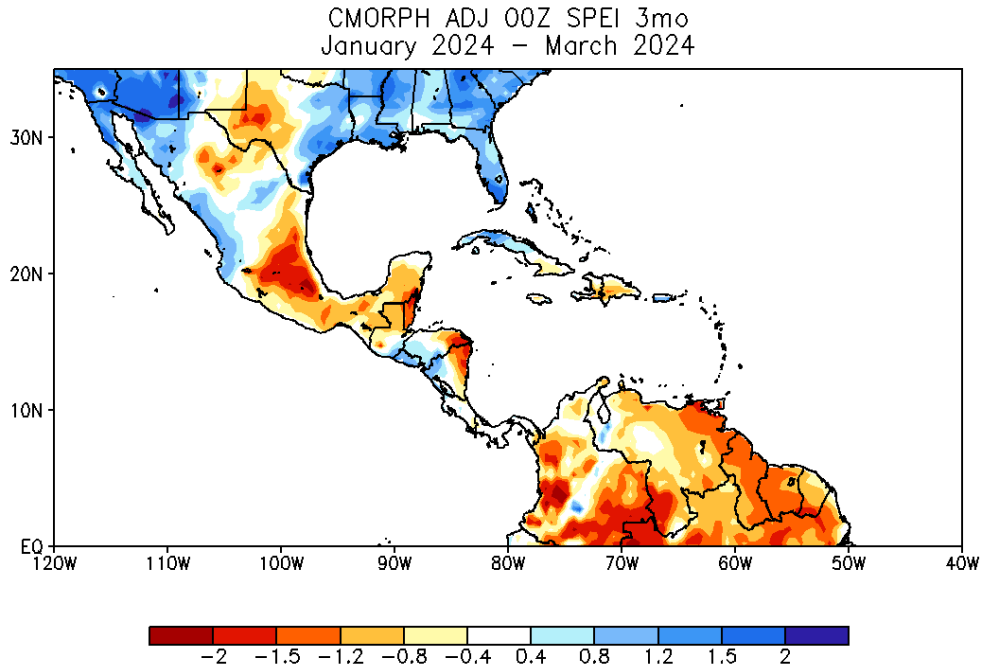 CMORPH ADJ 00Z SPEI 3mo
January 2024 – March 2024
30N
20N
10N
EQ
120W 110W 100W 90W 80W 70W 60W 50W 40W
−2 −1.5 −1.2 −0.8 −0.4 0.4 0.8 1.2 1.5 2